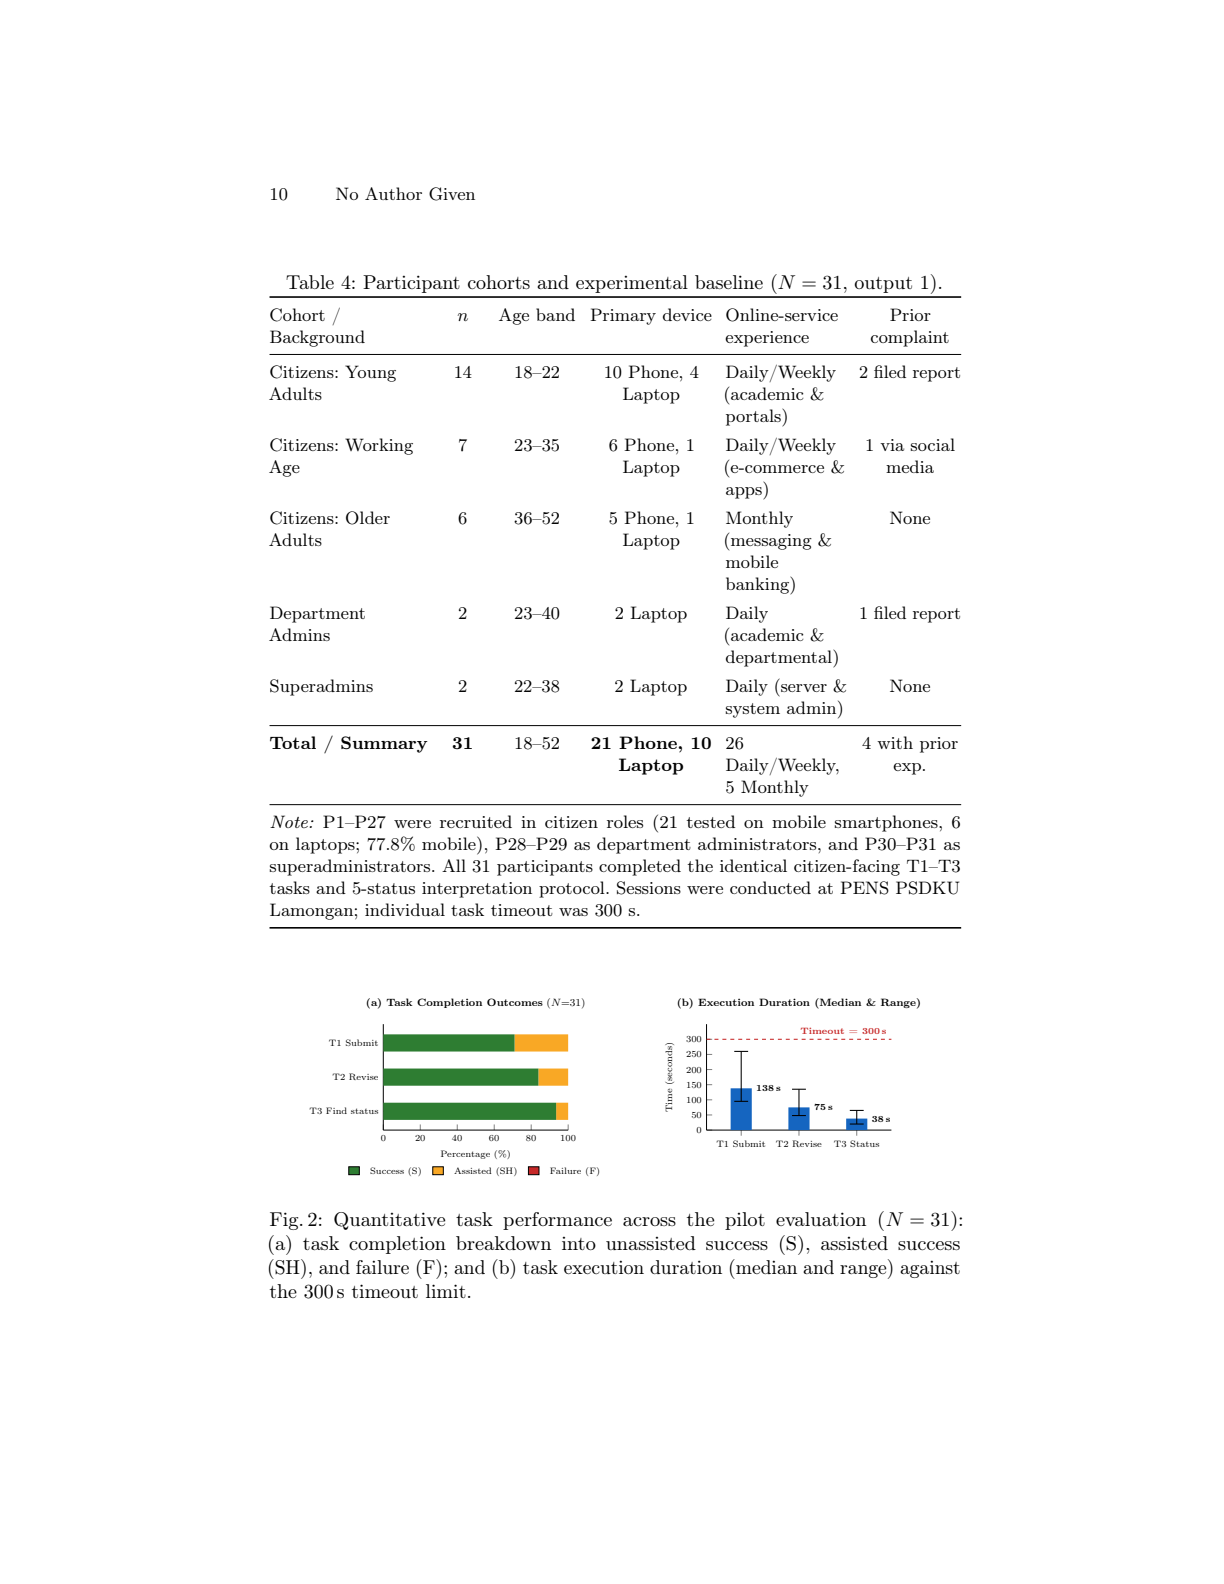 10 No Author Given
Table 4: Participant cohorts and experimental baseline (N = 31, output 1).
Cohort / n Age band Primary device Online-service Prior
Background experience complaint
Citizens: Young 14 18–22 10 Phone, 4 Daily/Weekly 2 filed report
Adults Laptop (academic &
portals)
Citizens: Working 7 23–35 6 Phone, 1 Daily/Weekly 1 via social
Age Laptop (e-commerce & media
apps)
Citizens: Older 6 36–52 5 Phone, 1 Monthly None
Adults Laptop (messaging &
mobile
banking)
Department 2 23–40 2 Laptop Daily 1 filed report
Admins (academic &
departmental)
Superadmins 2 22–38 2 Laptop Daily (server & None
system admin)
Total / Summary 31 18–52 21 Phone, 10 26 4 with prior
Laptop Daily/Weekly, exp.
5 Monthly
Note: P1–P27 were recruited in citizen roles (21 tested on mobile smartphones, 6
on laptops; 77.8% mobile), P28–P29 as department administrators, and P30–P31 as
superadministrators. All 31 participants completed the identical citizen-facing T1–T3
tasks and 5-status interpretation protocol. Sessions were conducted at PENS PSDKU
Lamongan; individual task timeout was 300 s.
(a) Task Completion Outcomes (N=31)
T1 Submit
T2 Revise
T3 Find status
0 20 40 60 80 100
Percentage (%)
Success (S) Assisted (SH) Failure (F)
(b) Execution Duration (Median & Range)
Timeout = 300 s
Time (seconds)
300
250
200
150
100
50
0
138 s
75 s
38 s
T1 Submit T2 Revise T3 Status
Fig. 2: Quantitative task performance across the pilot evaluation (N = 31):
(a) task completion breakdown into unassisted success (S), assisted success
(SH), and failure (F); and (b) task execution duration (median and range) against
the 300 s timeout limit.